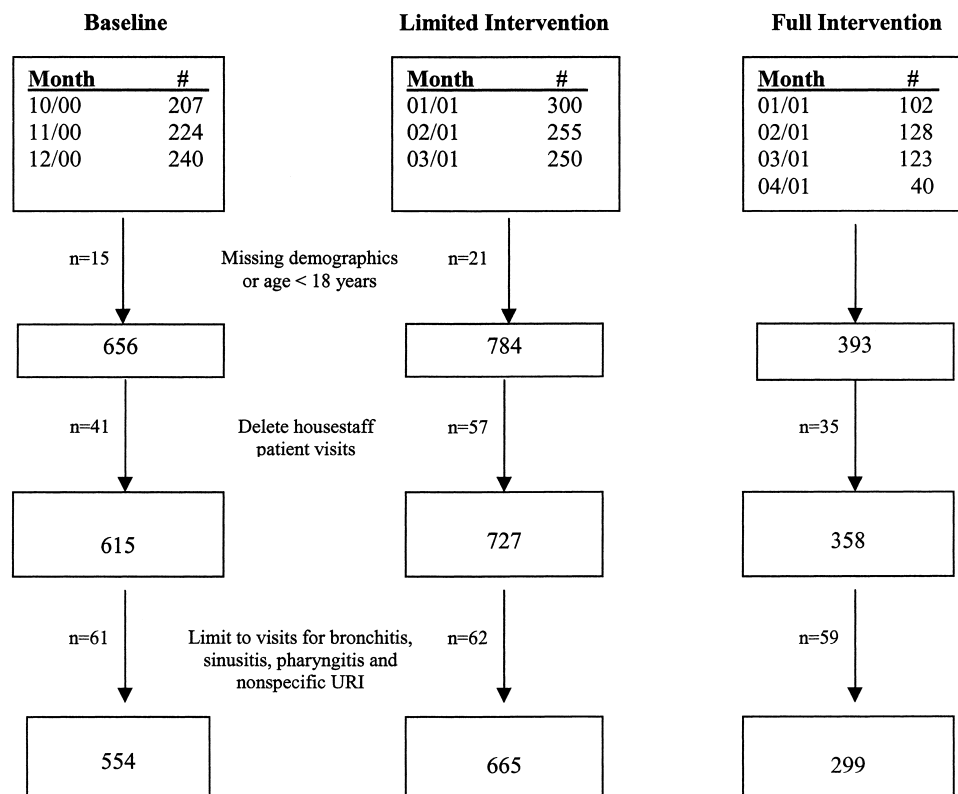 Baseline Limited Intervention Full Intervention
Month # Month # Month #
10/00 207 01/01 300 01/01 102
11/00 224 02/01 255 02/01 128
12/00 240 03/01 250 03/01 123
04/01 40
n=15 Missing demographics n=21
or age < 18 years
656 784 393
n=41 Delete housestaff n=57 n=35
patient visits
615 727 358
n=61 Limit to visits for bronchitis, n=62 n=59
sinusitis, pharyngitis and
nonspecific URI
554 665 299